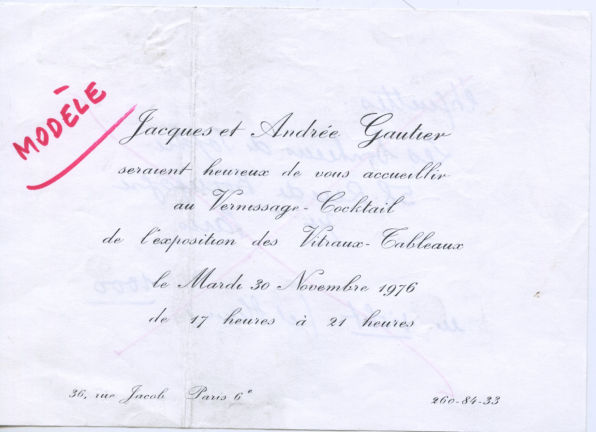 MODÈLE
Jacques et Andrée Gautier
seraient heureux de vous accueillir
au Vernissage-Cocktail
de l'exposition des Vitraux-Tableaux
le Mardi 30 Novembre 1976
de 17 heures à 21 heures
36, rue Jacob Paris 6e
260-84-33